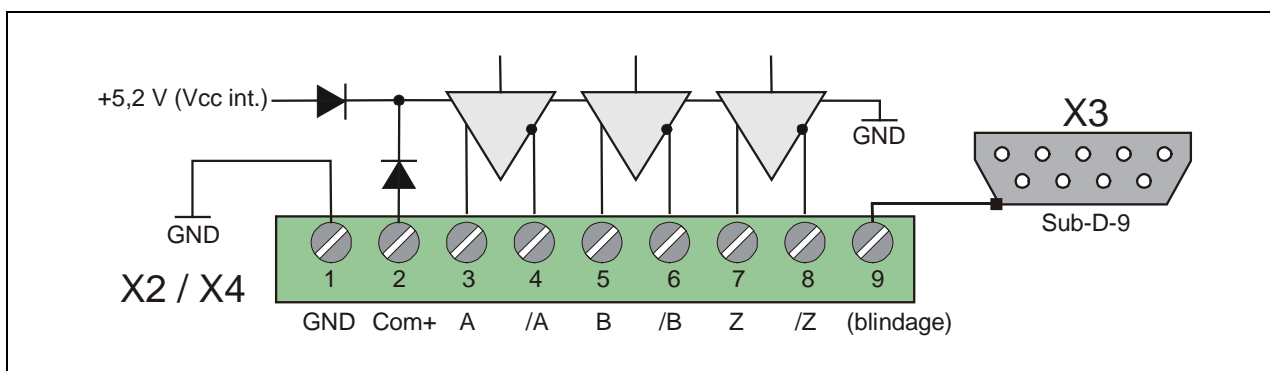 +5,2 V (Vcc int.)
GND
X3
GND
Sub-D-9
X2 / X4
1 2 3 4 5 6 7 8 9
GND Com+ A /A B /B Z /Z (blindage)